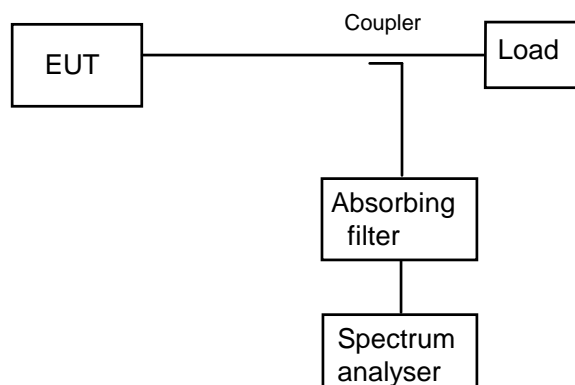 Coupler
EUT
Load
Absorbing
filter
Spectrum
analyser